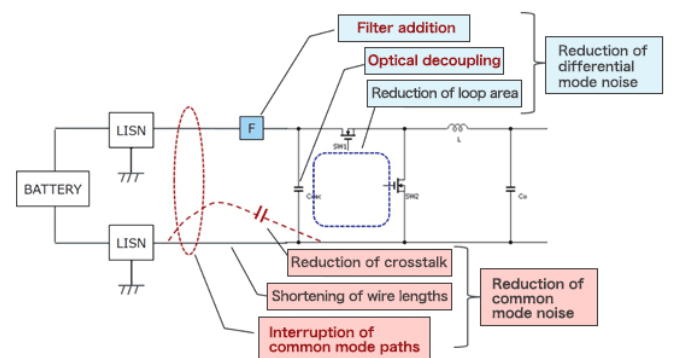 Filter addition
Optical decoupling
Reduction of loop area
Reduction of
differential
mode noise
LISN
F
SW1
L
BATTERY
SW2
Co
LISN
Reduction of crosstalk
Shortening of wire lengths
Interruption of
common mode paths
Reduction of
common
mode noise